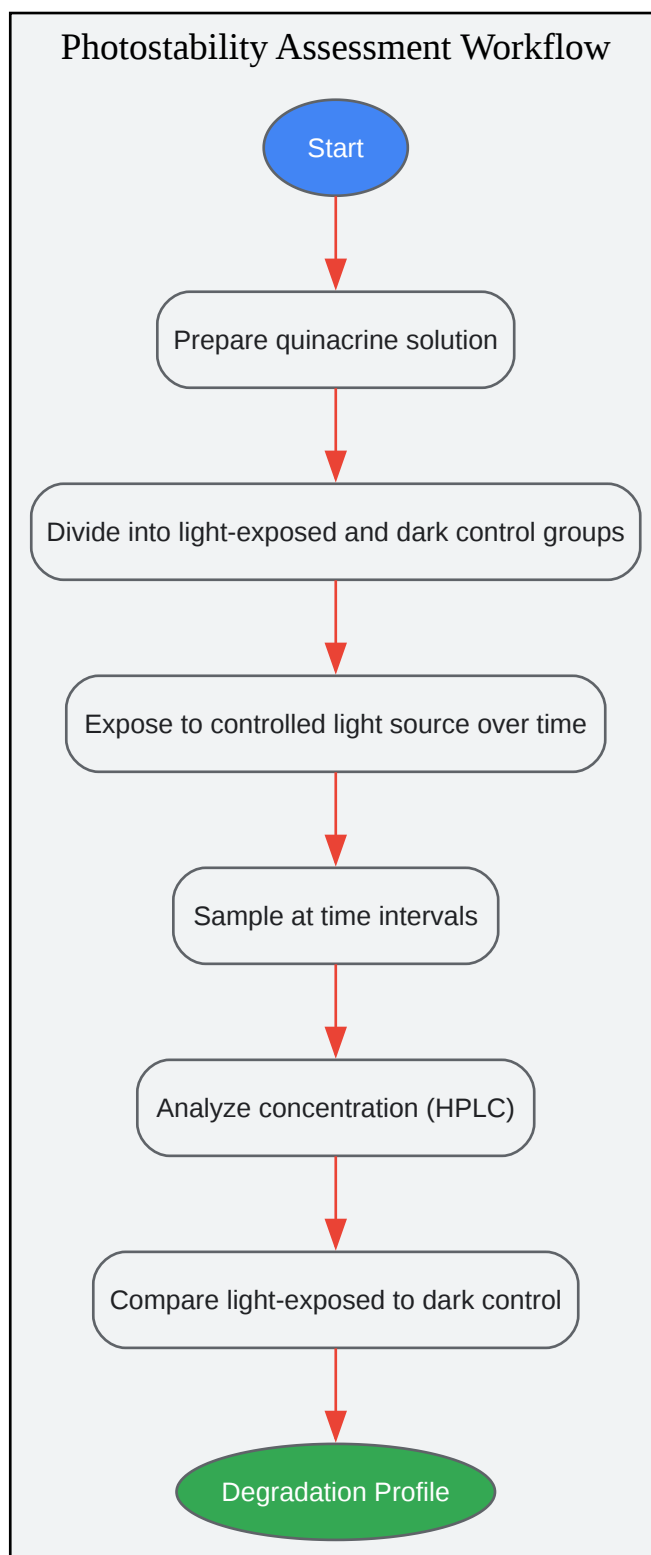 Photostability Assessment Workflow
Start
Prepare quinacrine solution
Divide into light-exposed and dark control groups
Expose to controlled light source over time
Sample at time intervals
Analyze concentration (HPLC)
Compare light-exposed to dark control
Degradation Profile